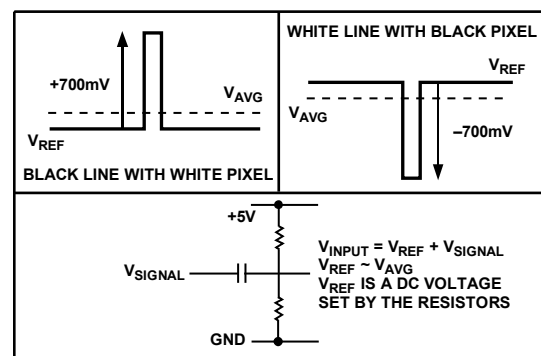 +700mV
V_AVG
V_REF
BLACK LINE WITH WHITE PIXEL
WHITE LINE WITH BLACK PIXEL
V_REF
V_AVG
–700mV
+5V
V_SIGNAL
V_INPUT = V_REF + V_SIGNAL
V_REF ~ V_AVG
V_REF IS A DC VOLTAGE
SET BY THE RESISTORS
GND